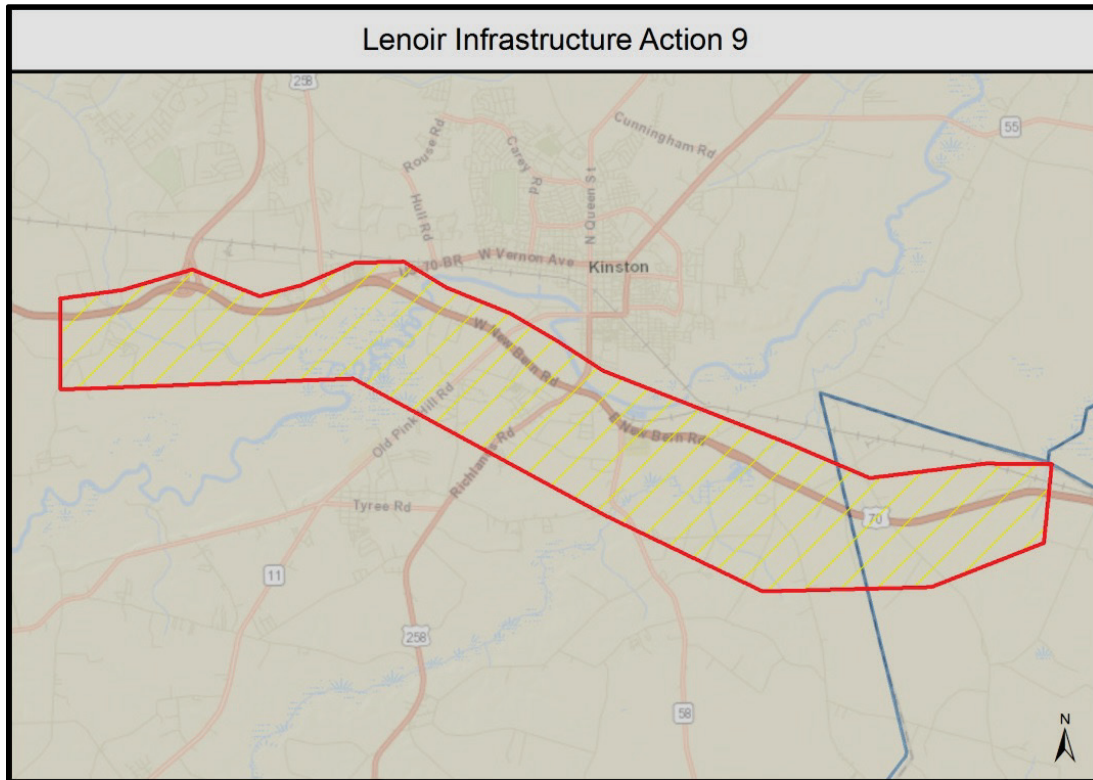 Lenoir Infrastructure Action 9
258
55
Cunningham Rd
Rouse Rd
Carey Rd
N Queen St
Hull Rd
W Vernon Ave
US-70-BR
Kinston
W New Bern Rd
Old Pink Hill Rd
E New Bern Rd
Richlands Rd
Tyree Rd
70
11
258
58
N